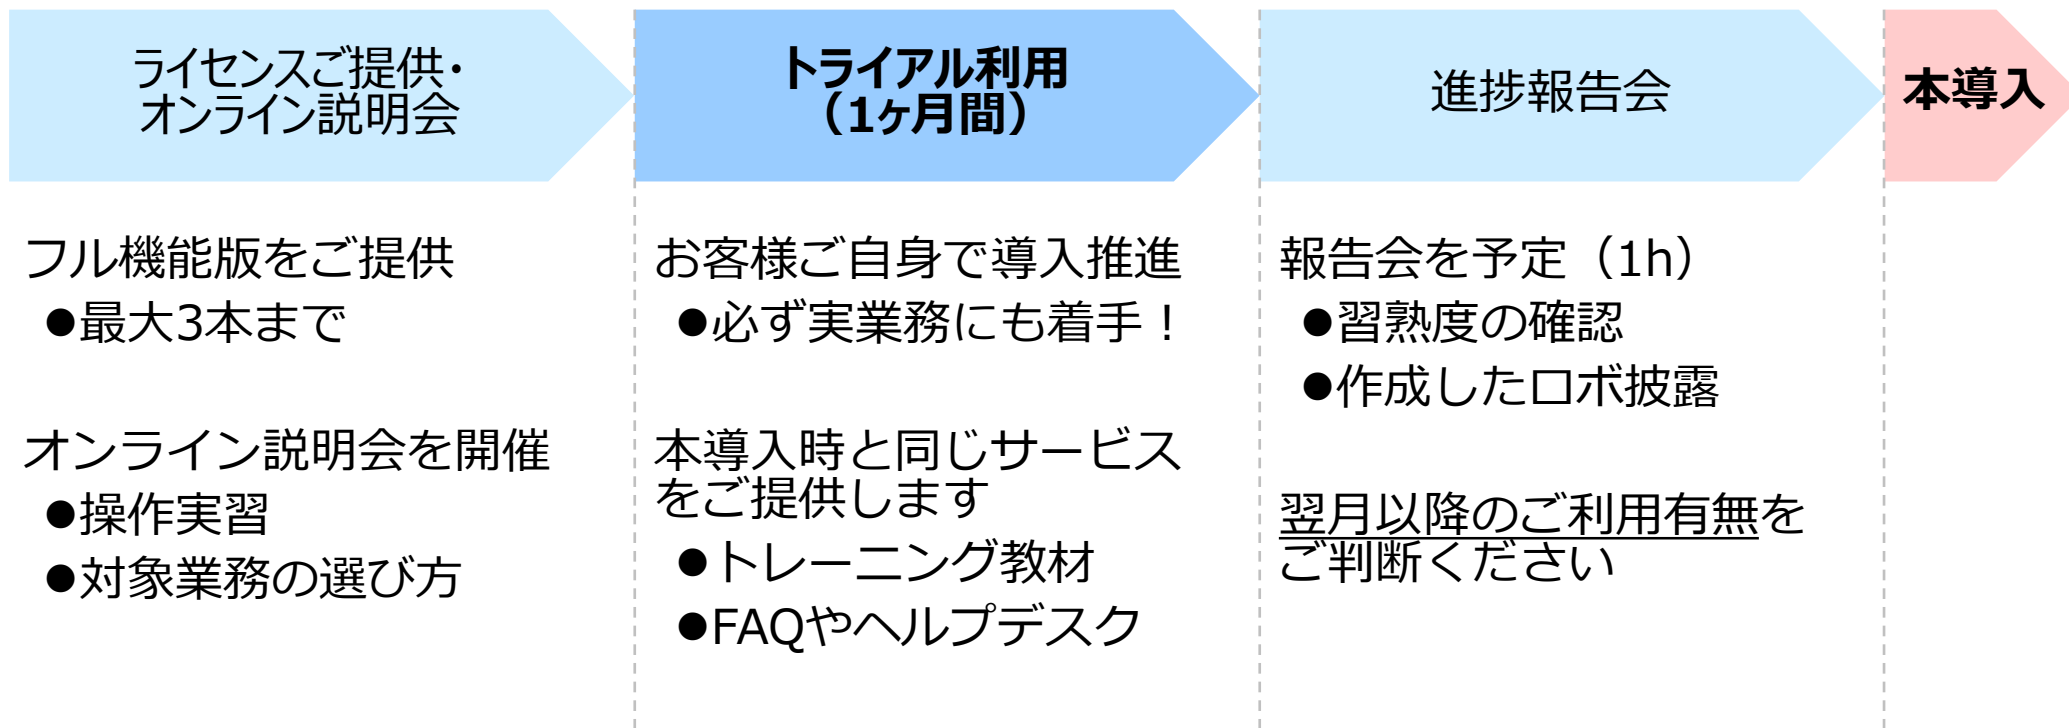 ライセンスご提供・
オンライン説明会
トライアル利用
（1ヶ月間）
進捗報告会
本導入
フル機能版をご提供
●最大3本まで
オンライン説明会を開催
●操作実習
●対象業務の選び方
お客様ご自身で導入推進
●必ず実業務にも着手！
本導入時と同じサービス
をご提供します
●トレーニング教材
●FAQやヘルプデスク
報告会を予定（1h）
●習熟度の確認
●作成したロボ披露
翌月以降のご利用有無を
ご判断ください